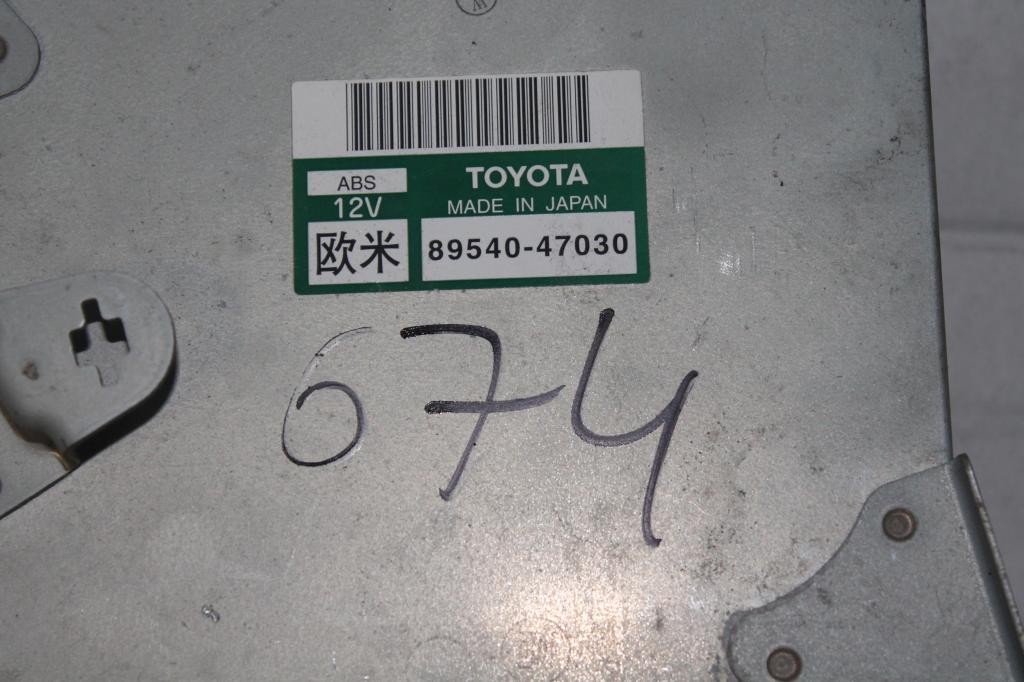 ABS
12V
欧米
TOYOTA
MADE IN JAPAN
89540-47030
674